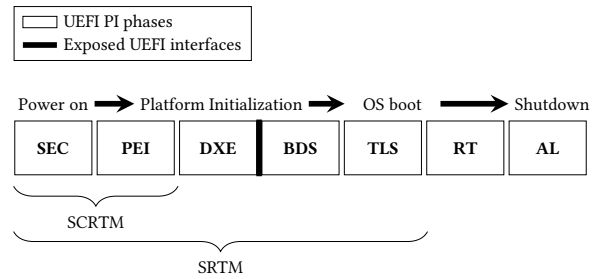 UEFI PI phases
Exposed UEFI interfaces
Power on Platform Initialization OS boot Shutdown
SEC PEI DXE BDS TLS RT AL
SCRTM
SRTM